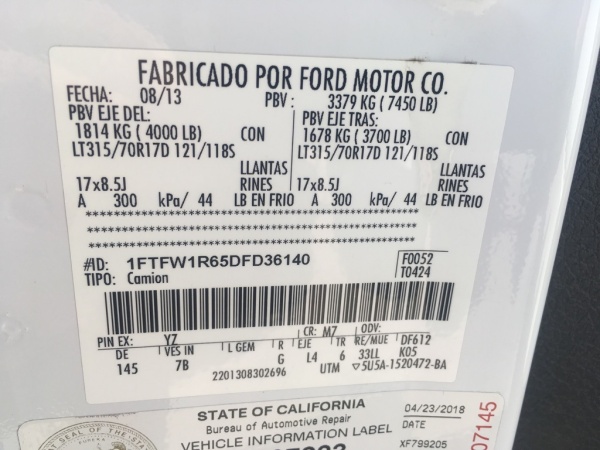 FABRICADO POR FORD MOTOR CO.
FECHA: 08/13 PBV : 3379 KG ( 7450 LB)
PBV EJE DEL: PBV EJE TRAS:
1814 KG ( 4000 LB) CON 1678 KG ( 3700 LB) CON
LT315/70R17D 121/118S LT315/70R17D 121/118S
LLANTAS LLANTAS
17x8.5J RINES 17x8.5J RINES
A 300 kPa/ 44 LB EN FRIO A 300 kPa/ 44 LB EN FRIO
#ID: 1FTFW1R65DFD36140 F0052
TIPO: Camion T0424
PIN EX: YZ CR: M7 ODV:
DE VES IN L GEM R EJE TR RE/MUE DF612
145 7B G L4 6 33LL K05
2201308302696 UTM ▽5U5A-1520472-BA
STATE OF CALIFORNIA 04/23/2018
Bureau of Automotive Repair DATE
VEHICLE INFORMATION LABEL XF799205
07145